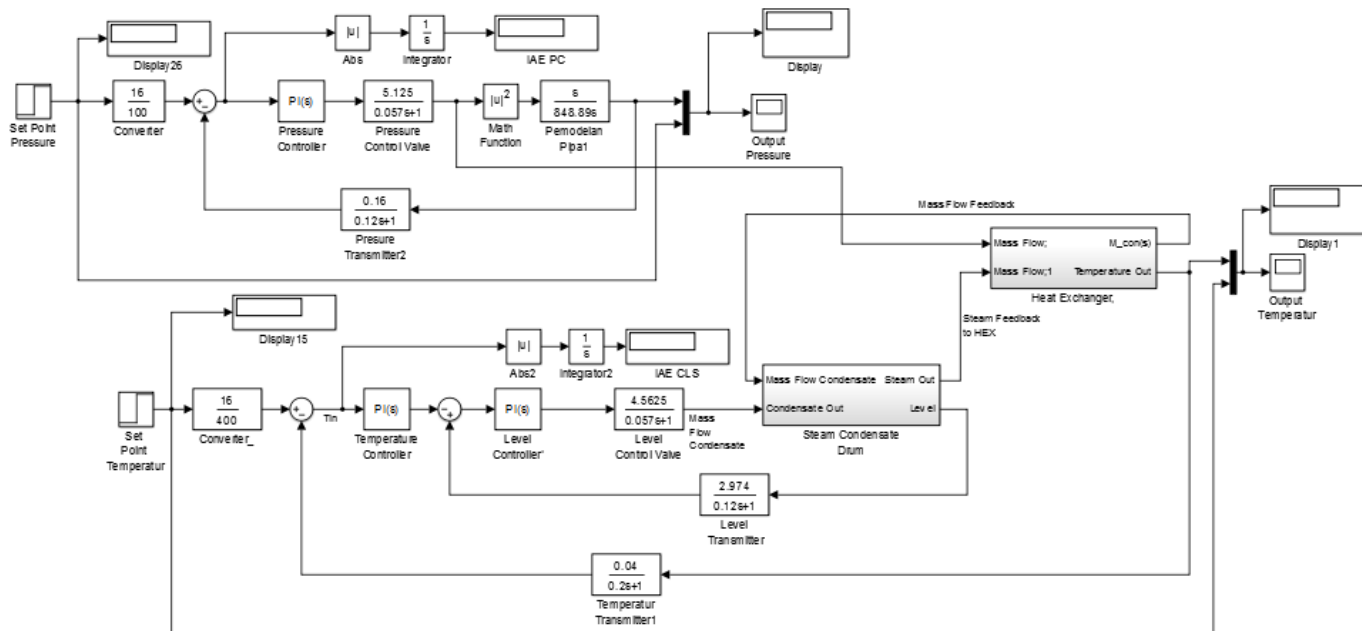 Display26
|u|
Abs
1
s
Integrator
IAE PC
Display
Set Point
Pressure
16
100
Converter
+
−
PI(s)
Pressure
Controller
5.125
0.057s+1
Pressure
Control Valve
|u|²
Math
Function
s
848.89s
Pemodelan
Pipa1
Output
Pressure
0.16
0.12s+1
Presure
Transmitter2
Mass Flow Feedback
Mass Flow;
M_con(s)
Mass Flow;1
Temperature Out
Heat Exchanger,
Display1
Output
Temperatur
Steam Feedback
to HEX
Display15
|u|
Abs2
1
s
Integrator2
IAE CLS
Set
Point
Temperatur
16
400
Converter_
+
−
Tin
PI(s)
Temperature
Controller
−
+
PI(s)
Level
Controller'
4.5625
0.057s+1
Level
Control Valve
Mass
Flow
Condensate
Mass Flow Condensate
Steam Out
Condensate Out
Level
Steam Condensate
Drum
2.974
0.12s+1
Level
Transmitter
0.04
0.2s+1
Temperatur
Transmitter1